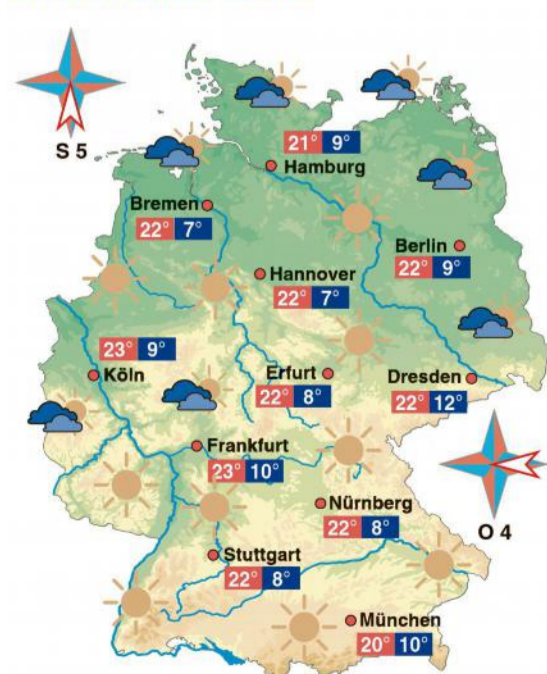 S 5
21° 9°
Hamburg
Bremen
22° 7°
Berlin
22° 9°
Hannover
22° 7°
23° 9°
Köln
Erfurt
22° 8°
Dresden
22° 12°
Frankfurt
23° 10°
O 4
Nürnberg
22° 8°
Stuttgart
22° 8°
München
20° 10°